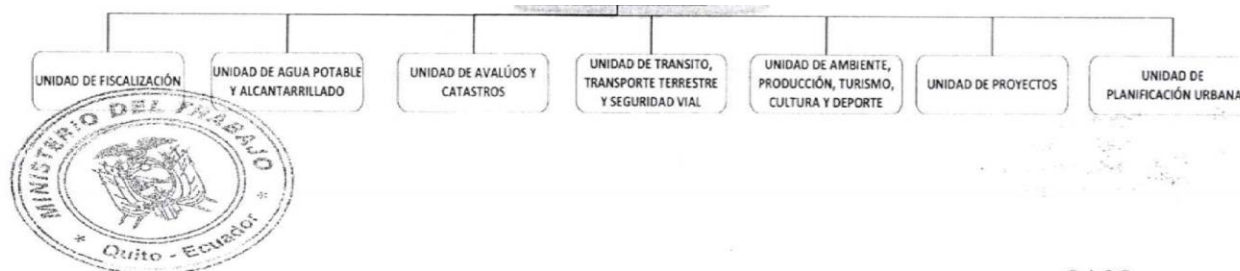 UNIDAD DE FISCALIZACIÓN
UNIDAD DE AGUA POTABLE
Y ALCANTARRILLADO
UNIDAD DE AVALÚOS Y
CATASTROS
UNIDAD DE TRANSITO,
TRANSPORTE TERRESTRE
Y SEGURIDAD VIAL
UNIDAD DE AMBIENTE,
PRODUCCIÓN, TURISMO,
CULTURA Y DEPORTE
UNIDAD DE PROYECTOS
UNIDAD DE
PLANIFICACIÓN URBANA
MINISTERIO DEL TRABAJO
* Quito - Ecuador *